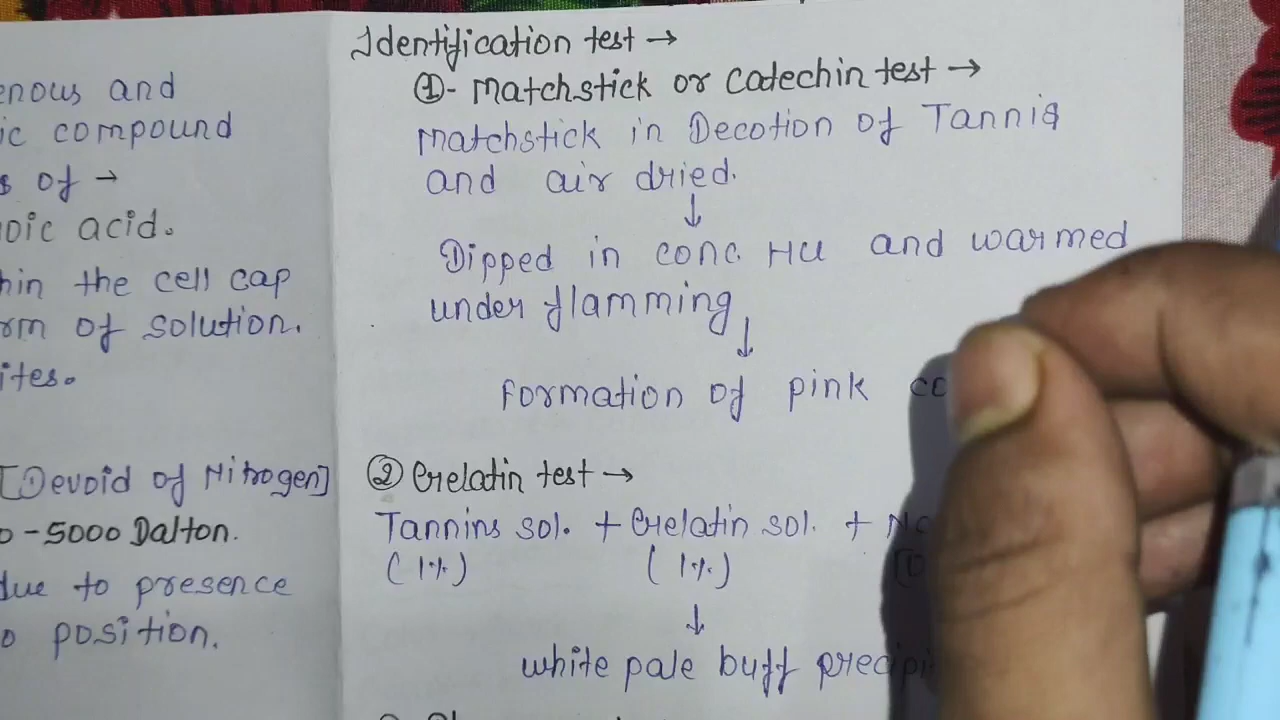 enous and
ic compound
s of →
oic acid.
hin the cell cap
orm of solution.
ites.
[Devoid of Nitrogen]
0-5000 Dalton.
due to presence
o position.
Identification test →
①- Matchstick or Catechin test →
Matchstick in Decotion of Tannin
and air dried.
↓
Dipped in conc. HCl and warmed
under flamming
↓
Formation of pink
② Gelatin test →
Tannins sol. + Gelatin sol. +
(1%) (1%)
↓
white pale buff